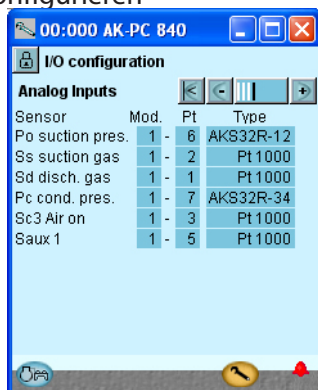 00:000 AK-PC 840
I/O configuration
Analog Inputs
Sensor Mod. Pt Type
Po suction pres. 1 - 6 AKS32R-12
Ss suction gas 1 - 2 Pt1000
Sd disch. gas 1 - 1 Pt1000
Pc cond. pres. 1 - 7 AKS32R-34
Sc3 Air on 1 - 3 Pt1000
Saux 1 1 - 5 Pt1000